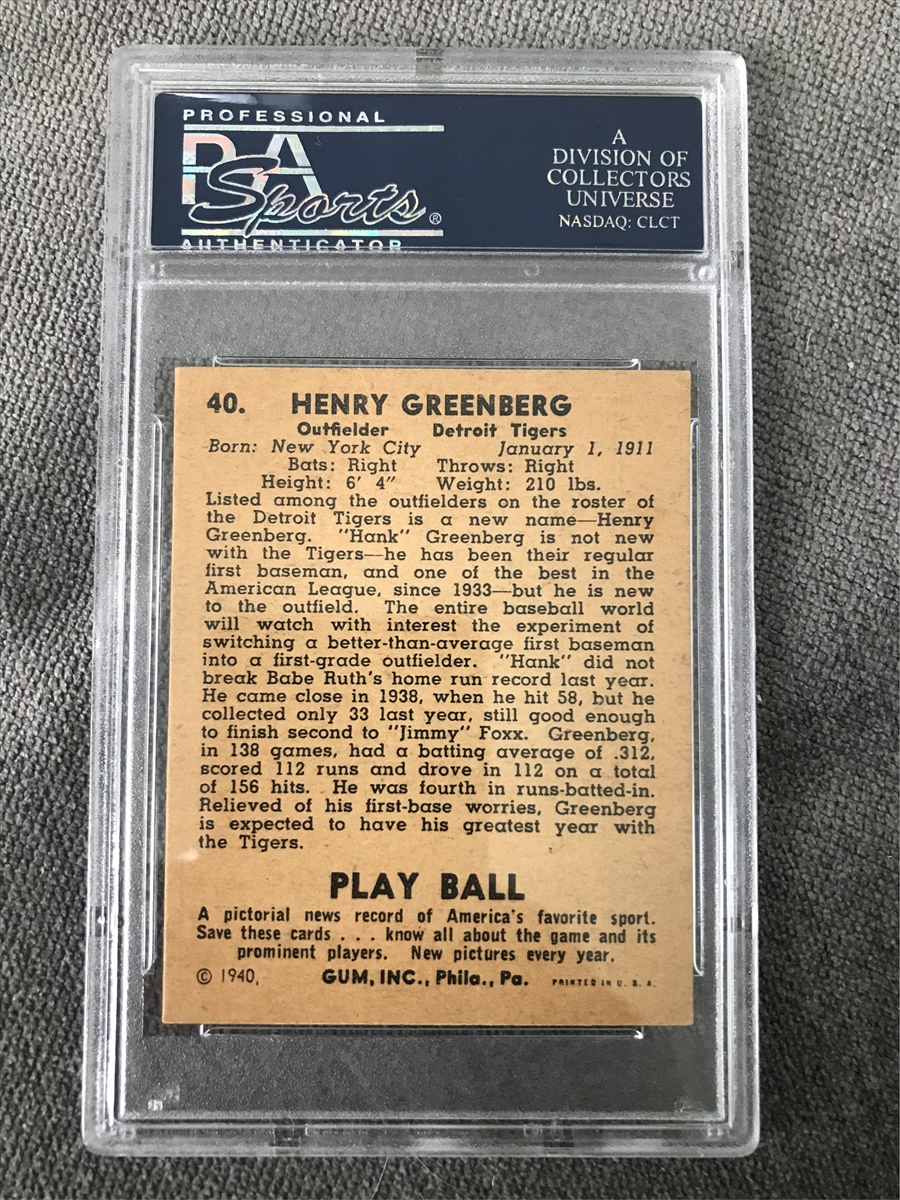 PROFESSIONAL
PSA
Sports®
AUTHENTICATOR
A
DIVISION OF
COLLECTORS
UNIVERSE
NASDAQ: CLCT
40. HENRY GREENBERG
Outfielder Detroit Tigers
Born: New York City January 1, 1911
Bats: Right Throws: Right
Height: 6' 4" Weight: 210 lbs.
Listed among the outfielders on the roster of
the Detroit Tigers is a new name—Henry
Greenberg. "Hank" Greenberg is not new
with the Tigers—he has been their regular
first baseman, and one of the best in the
American League, since 1933—but he is new
to the outfield. The entire baseball world
will watch with interest the experiment of
switching a better-than-average first baseman
into a first-grade outfielder. "Hank" did not
break Babe Ruth's home run record last year.
He came close in 1938, when he hit 58, but he
collected only 33 last year, still good enough
to finish second to "Jimmy" Foxx. Greenberg,
in 138 games, had a batting average of .312,
scored 112 runs and drove in 112 on a total
of 156 hits. He was fourth in runs-batted-in.
Relieved of his first-base worries, Greenberg
is expected to have his greatest year with
the Tigers.
PLAY BALL
A pictorial news record of America's favorite sport.
Save these cards . . . know all about the game and its
prominent players. New pictures every year.
© 1940, GUM, INC., Phila., Pa. PRINTED IN U. S. A.